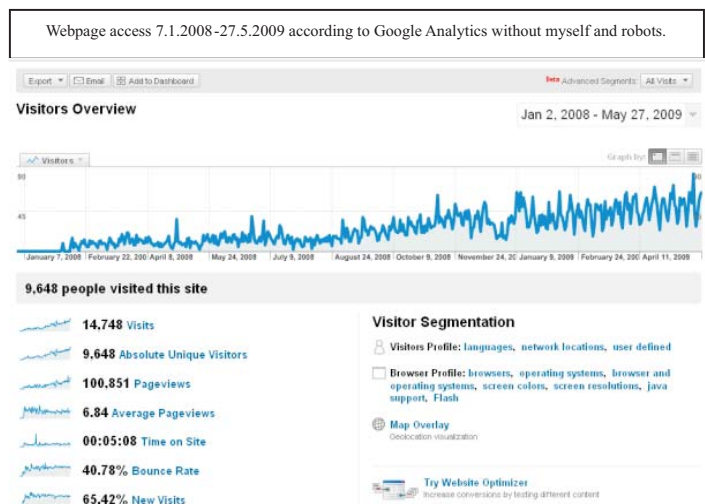 Webpage access 7.1.2008-27.5.2009 according to Google Analytics without myself and robots.
Export Email Add to Dashboard Beta Advanced Segments: All Visits
Visitors Overview
Jan 2, 2008 - May 27, 2009
Visitors Graph by:
90 90
45
January 7, 2008 February 22, 200 April 8, 2008 May 24, 2008 July 9, 2008 August 24, 2008 October 9, 2008 November 24, 20 January 9, 2009 February 24, 200 April 11, 2009
9,648 people visited this site
14,748 Visits
9,648 Absolute Unique Visitors
100,851 Pageviews
6.84 Average Pageviews
00:05:08 Time on Site
40.78% Bounce Rate
65.42% New Visits
Visitor Segmentation
Visitors Profile: languages, network locations, user defined
Browser Profile: browsers, operating systems, browser and
operating systems, screen colors, screen resolutions, java
support, Flash
Map Overlay
Geolocation visualization
Try Website Optimizer
Increase conversions by testing different content